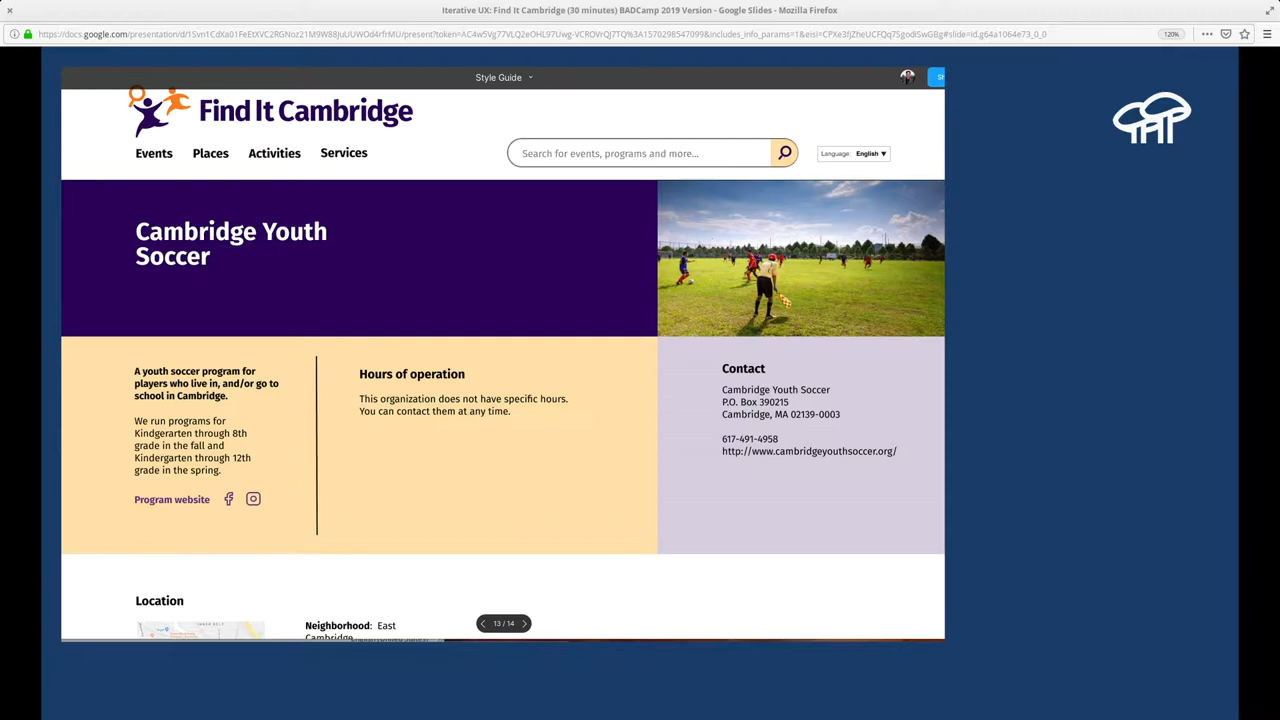 Iterative UX: Find It Cambridge (30 minutes) BADCamp 2019 Version - Google Slides - Mozilla Firefox
120%
Style Guide
Find It Cambridge
Events Places Activities Services
Search for events, programs and more...
Language: English ▼
Cambridge Youth
Soccer
A youth soccer program for
players who live in, and/or go to
school in Cambridge.
We run programs for
Kindgerarten through 8th
grade in the fall and
Kindergarten through 12th
grade in the spring.
Program website
Hours of operation
This organization does not have specific hours.
You can contact them at any time.
Contact
Cambridge Youth Soccer
P.O. Box 390215
Cambridge, MA 02139-0003
617-491-4958
http://www.cambridgeyouthsoccer.org/
Location
Neighborhood: East
Cambridge
13 / 14